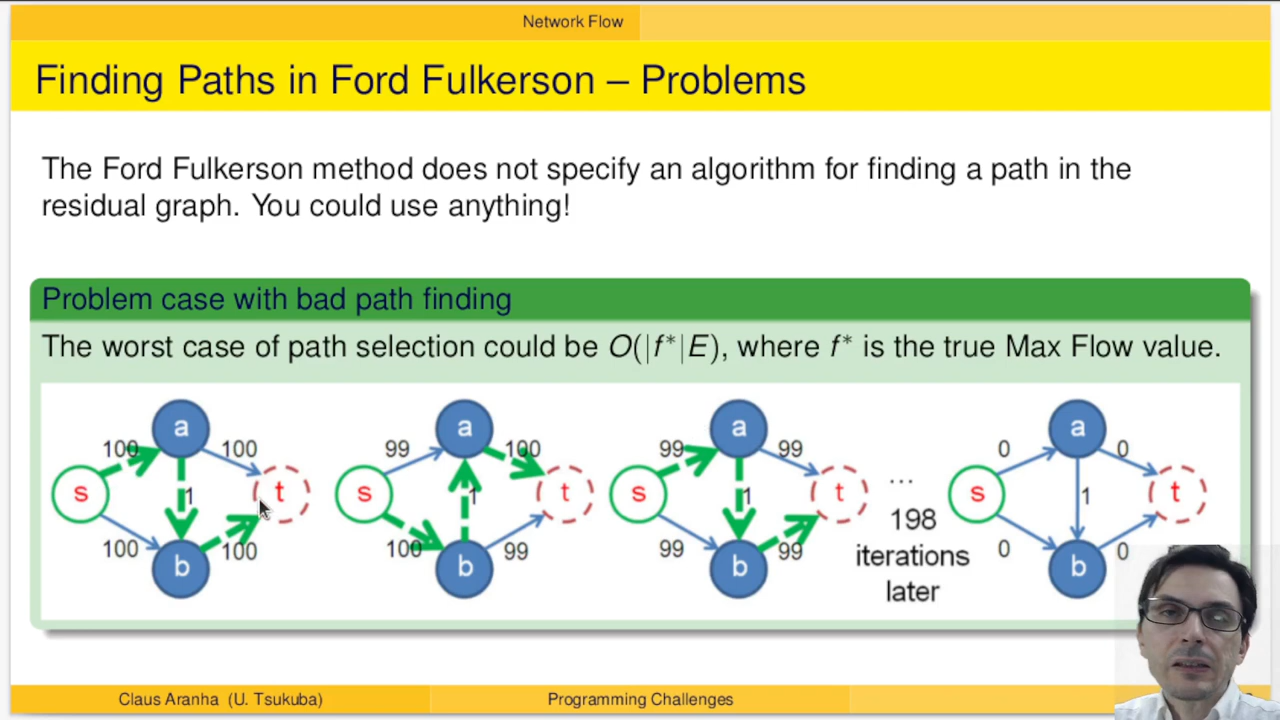 Network Flow
Finding Paths in Ford Fulkerson – Problems
The Ford Fulkerson method does not specify an algorithm for finding a path in the
residual graph. You could use anything!
Problem case with bad path finding
The worst case of path selection could be O(|f*|E), where f* is the true Max Flow value.
a a a a
100 100 99 100 99 99 0 0
s 1 t s 1 t s 1 t ... s 1 t
198
100 100 100 99 99 99 0 0
iterations
b b b b
later
Claus Aranha (U. Tsukuba) Programming Challenges